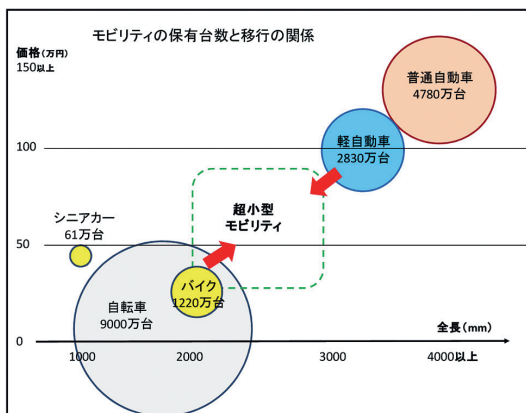 モビリティの保有台数と移行の関係
価格(万円)
150以上
普通自動車
4780万台
軽自動車
2830万台
100
超小型
モビリティ
シニアカー
61万台
50
バイク
1220万台
自転車
9000万台
全長(mm)
0
1000
2000
3000
4000以上